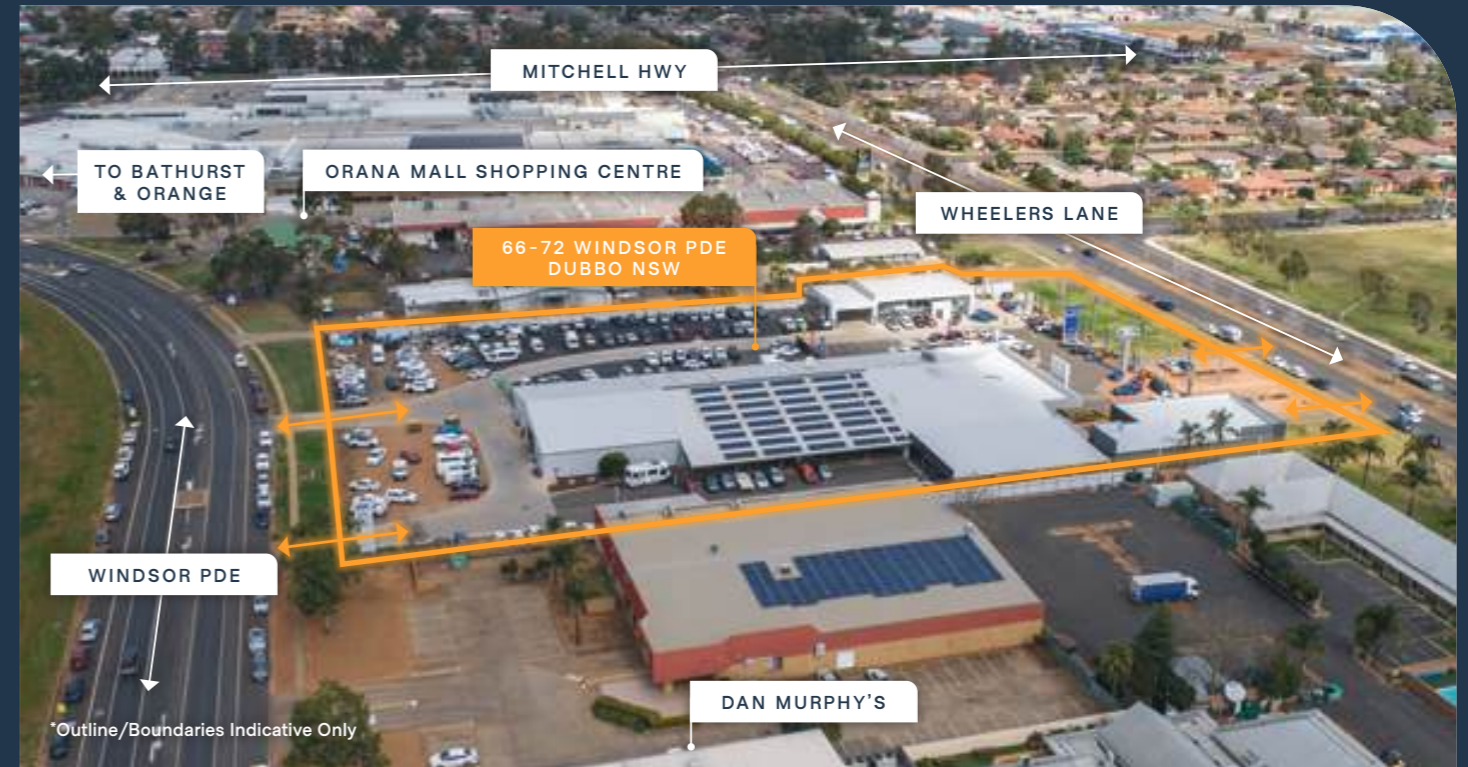 MITCHELL HWY
TO BATHURST
& ORANGE
ORANA MALL SHOPPING CENTRE
WHEELERS LANE
66-72 WINDSOR PDE
DUBBO NSW
WINDSOR PDE
DAN MURPHY'S
*Outline/Boundaries Indicative Only